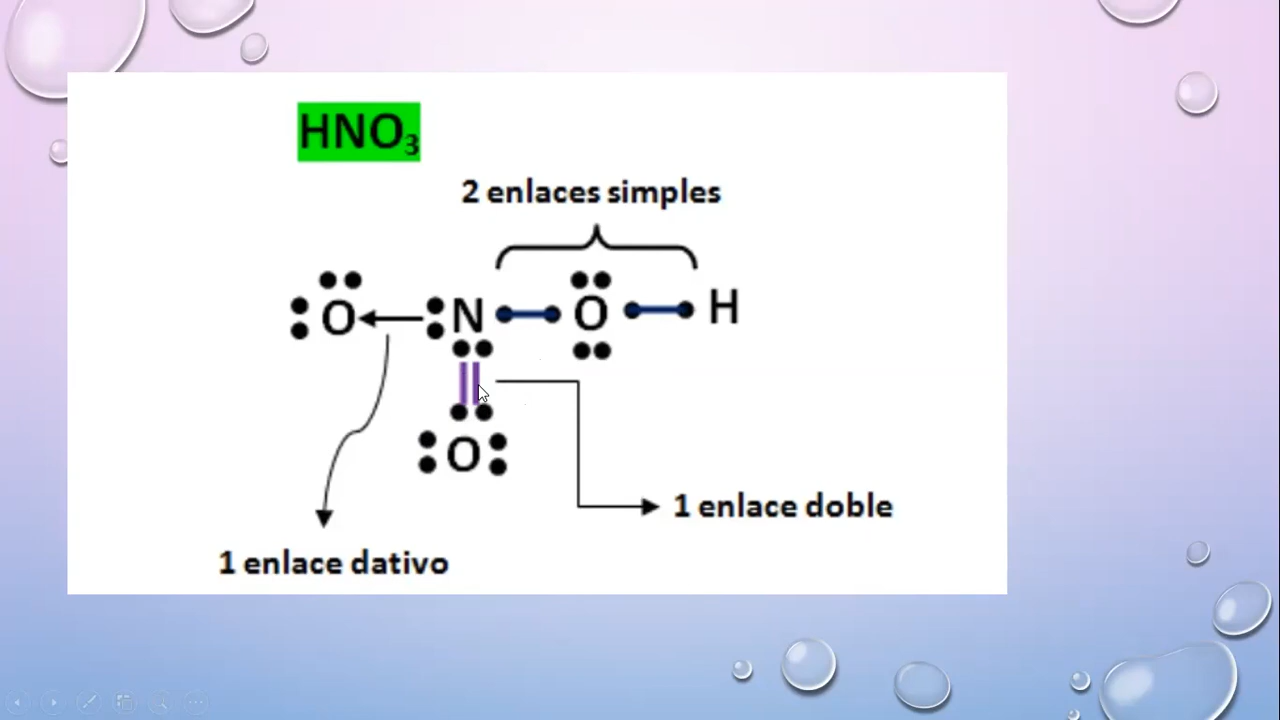 HNO₃
2 enlaces simples
O N O H
O
1 enlace doble
1 enlace dativo